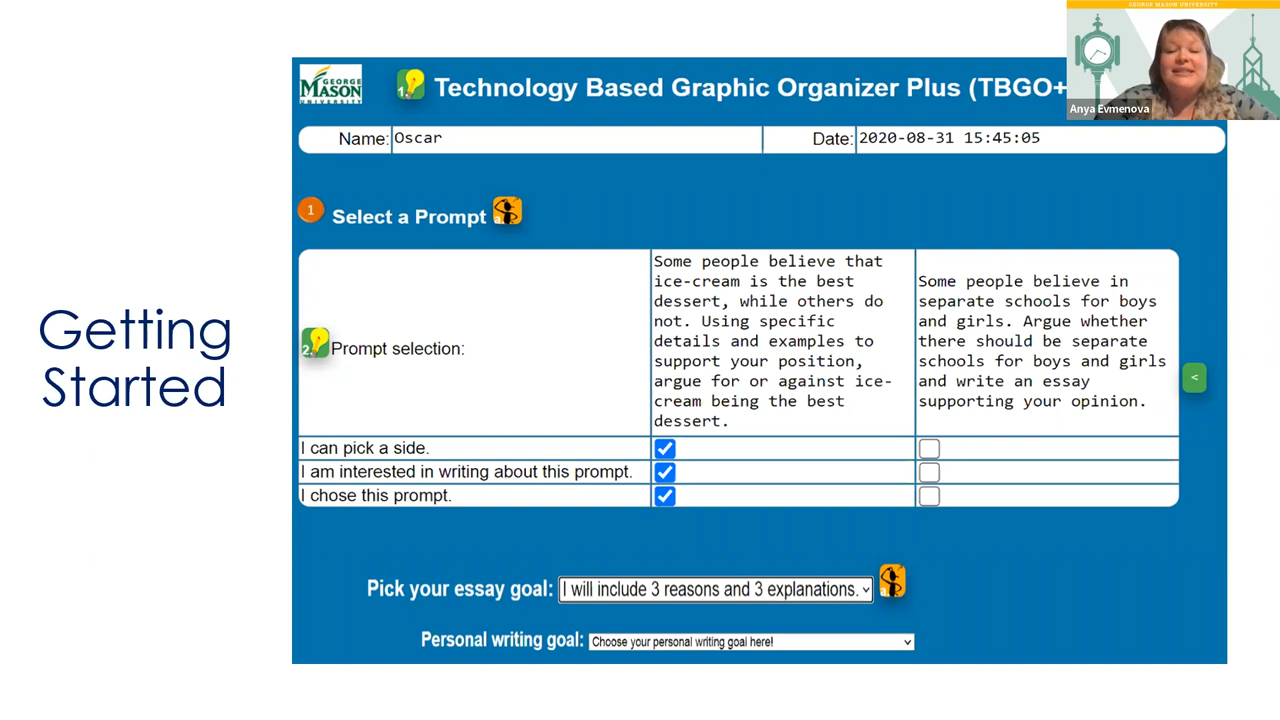 GEORGE MASON UNIVERSITY
GEORGE
MASON
UNIVERSITY
1.
Technology Based Graphic Organizer Plus (TBGO+
Anya Evmenova
Name: Oscar
Date: 2020-08-31 15:45:05
1 Select a Prompt a.
Getting
Started
2. Prompt selection:
Some people believe that
ice-cream is the best
dessert, while others do
not. Using specific
details and examples to
support your position,
argue for or against ice-
cream being the best
dessert.
Some people believe in
separate schools for boys
and girls. Argue whether
there should be separate
schools for boys and girls
and write an essay
supporting your opinion.
<
I can pick a side.
I am interested in writing about this prompt.
I chose this prompt.
Pick your essay goal: I will include 3 reasons and 3 explanations.
Personal writing goal: Choose your personal writing goal here!